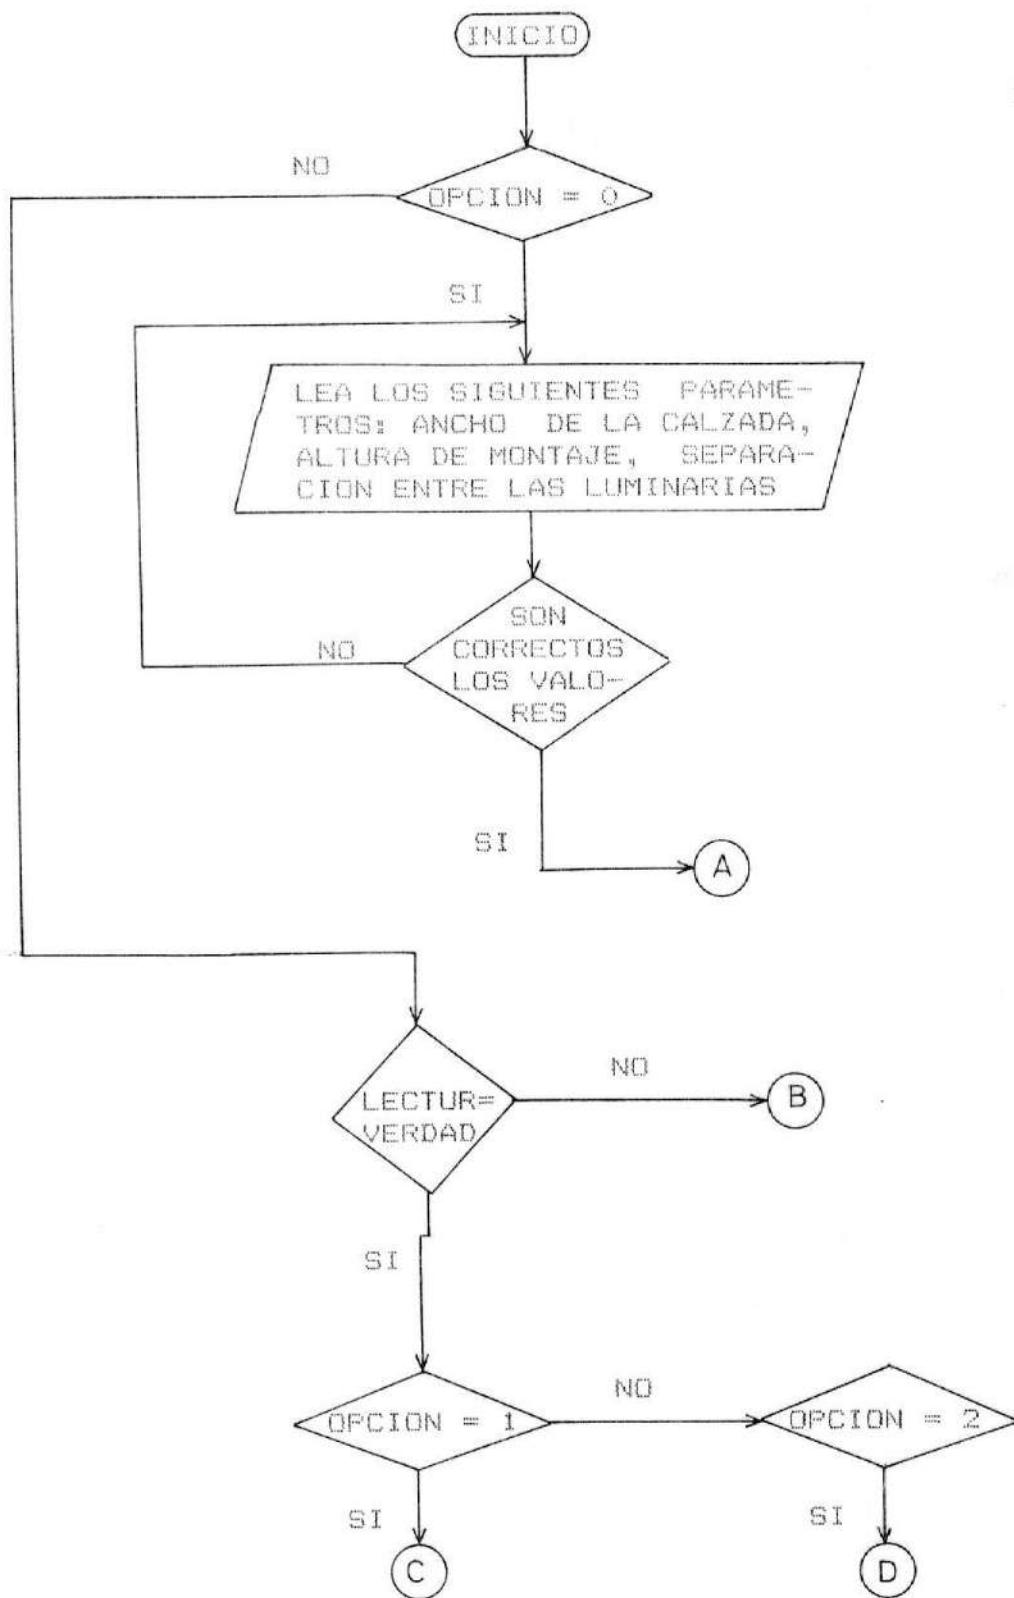 INICIO
NO
OPCION = 0
SI
LEA LOS SIGUIENTES PARAME-
TROS: ANCHO DE LA CALZADA,
ALTURA DE MONTAJE, SEPARA-
CION ENTRE LAS LUMINARIAS
SON
CORRECTOS
LOS VALO-
RES
NO
SI
A
NO
B
LECTUR=
VERDAD
SI
OPCION = 1
NO
OPCION = 2
SI
SI
C
D